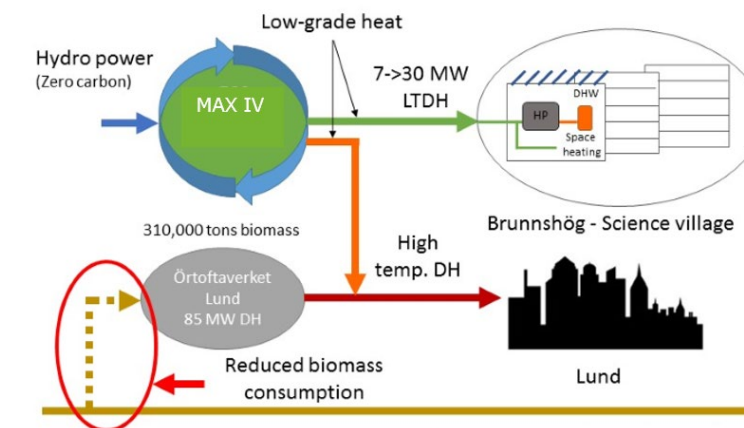 Low-grade heat
Hydro power
(Zero carbon)
MAX IV
7->30 MW
LTDH
DHW
HP
Space
heating
Brunnshög - Science village
310,000 tons biomass
High
temp. DH
Örtoftaverket
Lund
85 MW DH
Reduced biomass
consumption
Lund